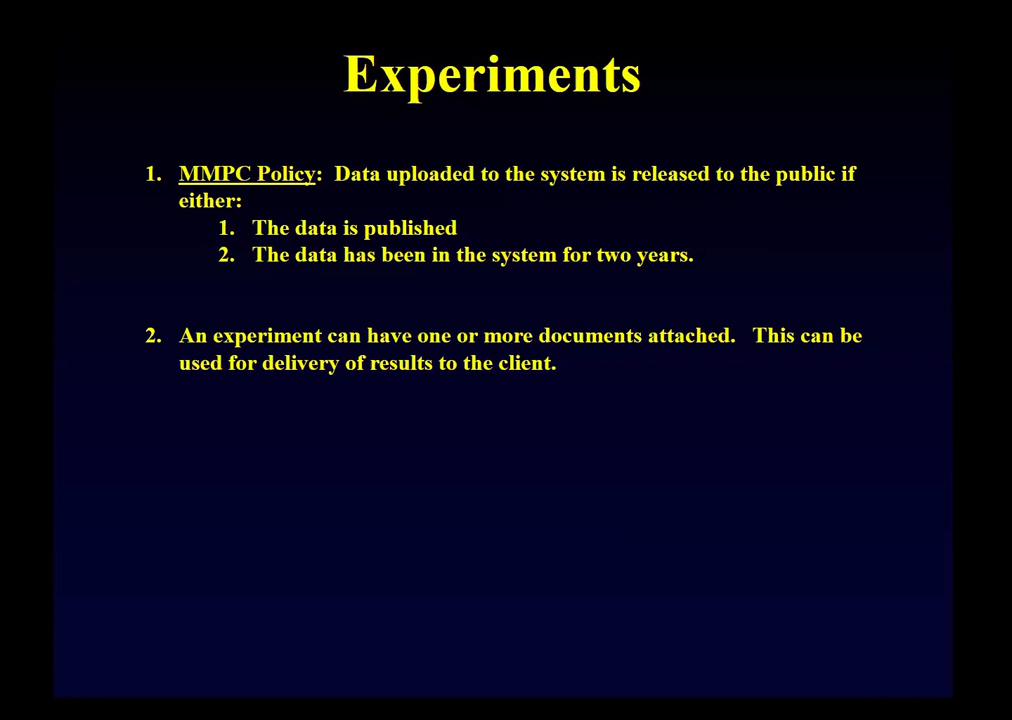 Experiments
1. MMPC Policy: Data uploaded to the system is released to the public if
either:
1. The data is published
2. The data has been in the system for two years.
2. An experiment can have one or more documents attached. This can be
used for delivery of results to the client.